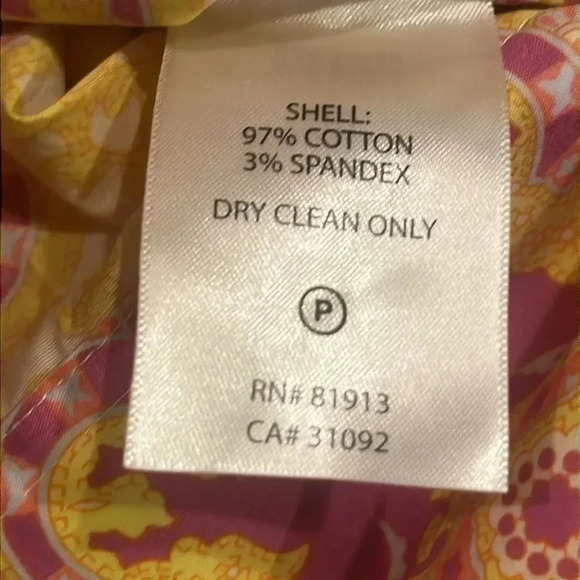 SHELL:
97% COTTON
3% SPANDEX
DRY CLEAN ONLY
P
RN# 81913
CA# 31092